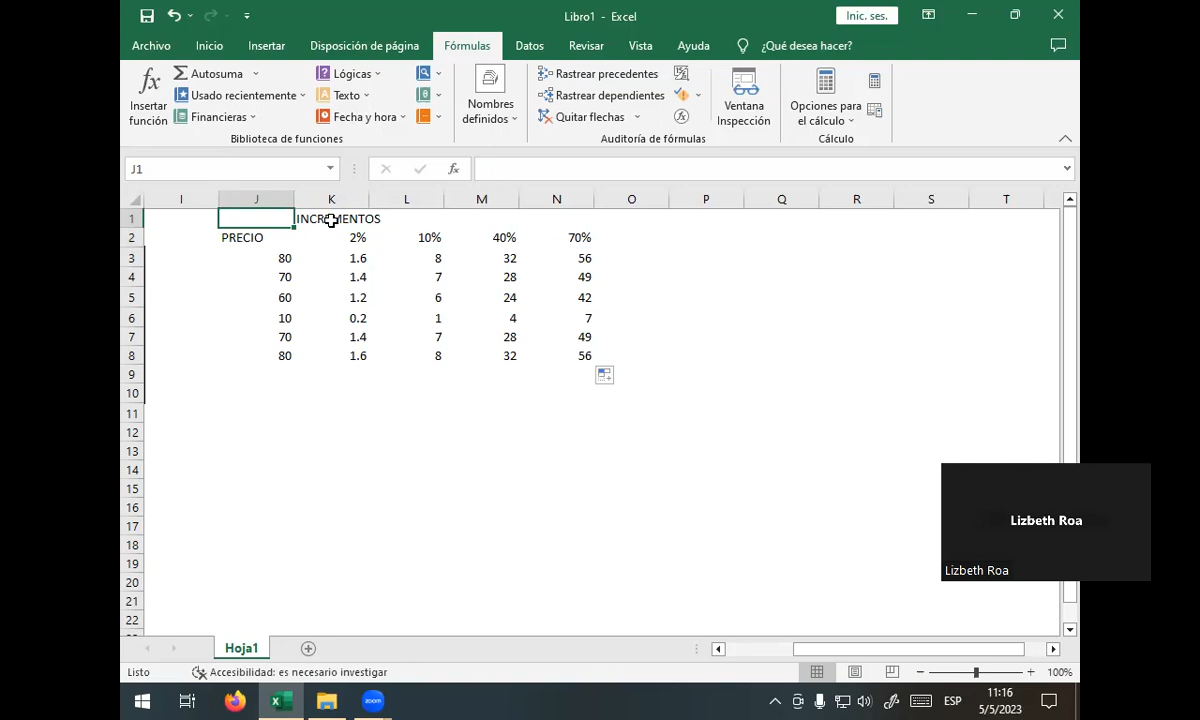 Libro1 - Excel
Inic. ses.
Archivo Inicio Insertar Disposición de página Fórmulas Datos Revisar Vista Ayuda ¿Qué desea hacer?
fx Autosuma Lógicas Rastrear precedentes
Usado recientemente Texto Rastrear dependientes
Financieras Fecha y hora Quitar flechas
Insertar función
Nombres definidos
Ventana Inspección
Opciones para el cálculo
Biblioteca de funciones Auditoría de fórmulas Cálculo
J1 fx
I J K L M N O P Q R S T
1 INCREMENTOS
2 PRECIO 2% 10% 40% 70%
3 80 1.6 8 32 56
4 70 1.4 7 28 49
5 60 1.2 6 24 42
6 10 0.2 1 4 7
7 70 1.4 7 28 49
8 80 1.6 8 32 56
9
10
11
12
13
14
15
16
17
18
19
20
21
22
Lizbeth Roa
Lizbeth Roa
Hoja1
Listo Accesibilidad: es necesario investigar 100%
zoom ESP 11:16
5/5/2023